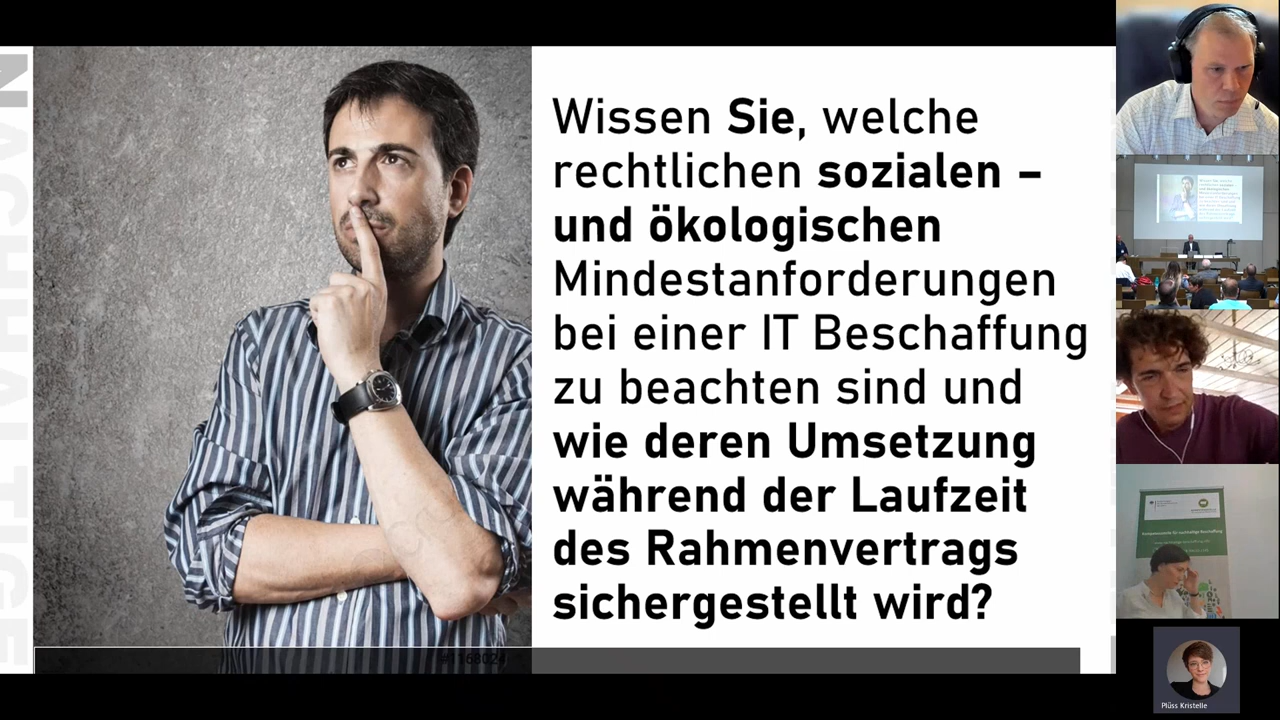 Wissen Sie, welche
rechtlichen sozialen –
und ökologischen
Mindestanforderungen
bei einer IT Beschaffung
zu beachten sind und
wie deren Umsetzung
während der Laufzeit
des Rahmenvertrags
sichergestellt wird?
Plüss Kristelle